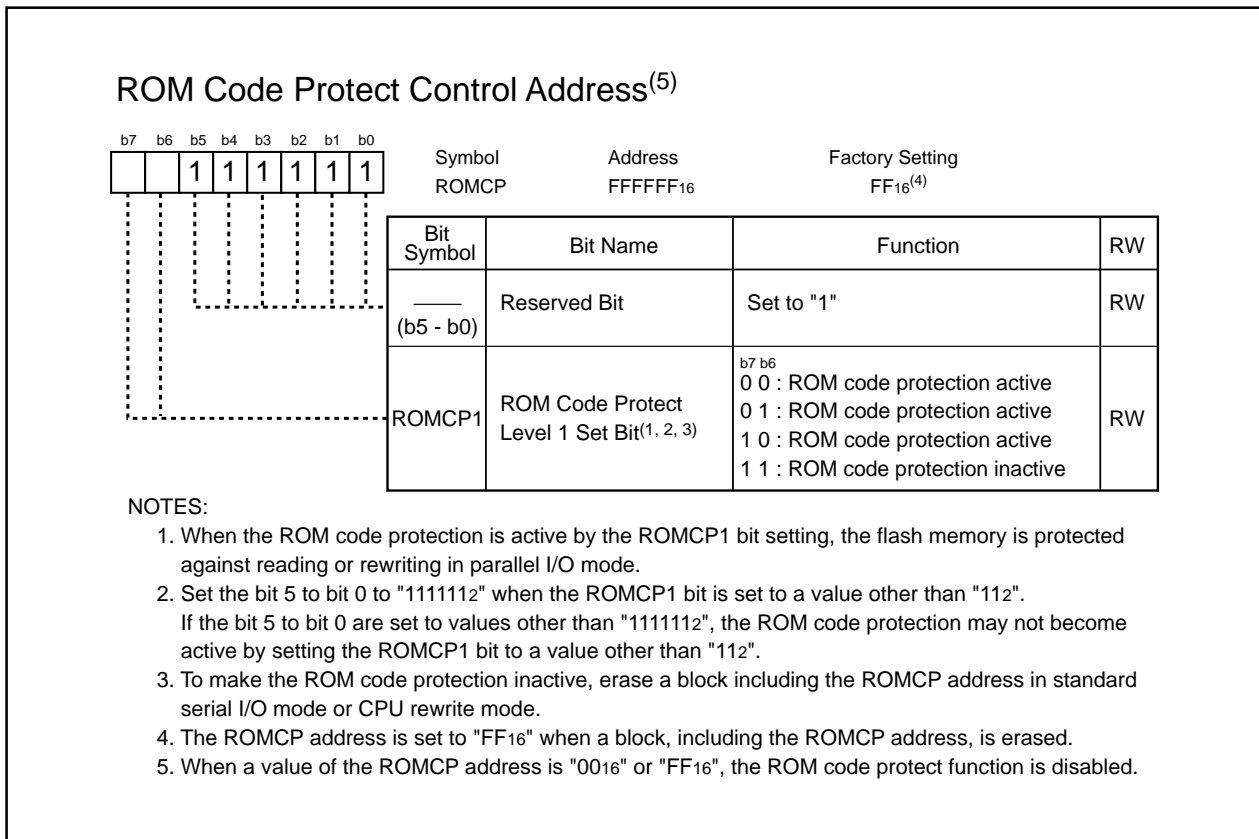 ROM Code Protect Control Address(5)
b7 b6 b5 b4 b3 b2 b1 b0
1 1 1 1 1 1
Symbol Address Factory Setting
ROMCP FFFFFF16 FF16(4)
Bit Symbol Bit Name Function RW
(b5 - b0) Reserved Bit Set to "1" RW
ROMCP1 ROM Code Protect Level 1 Set Bit(1, 2, 3) RW
b7 b6
0 0 : ROM code protection active
0 1 : ROM code protection active
1 0 : ROM code protection active
1 1 : ROM code protection inactive
NOTES:
1. When the ROM code protection is active by the ROMCP1 bit setting, the flash memory is protected
against reading or rewriting in parallel I/O mode.
2. Set the bit 5 to bit 0 to "1111112" when the ROMCP1 bit is set to a value other than "112".
If the bit 5 to bit 0 are set to values other than "1111112", the ROM code protection may not become
active by setting the ROMCP1 bit to a value other than "112".
3. To make the ROM code protection inactive, erase a block including the ROMCP address in standard
serial I/O mode or CPU rewrite mode.
4. The ROMCP address is set to "FF16" when a block, including the ROMCP address, is erased.
5. When a value of the ROMCP address is "0016" or "FF16", the ROM code protect function is disabled.